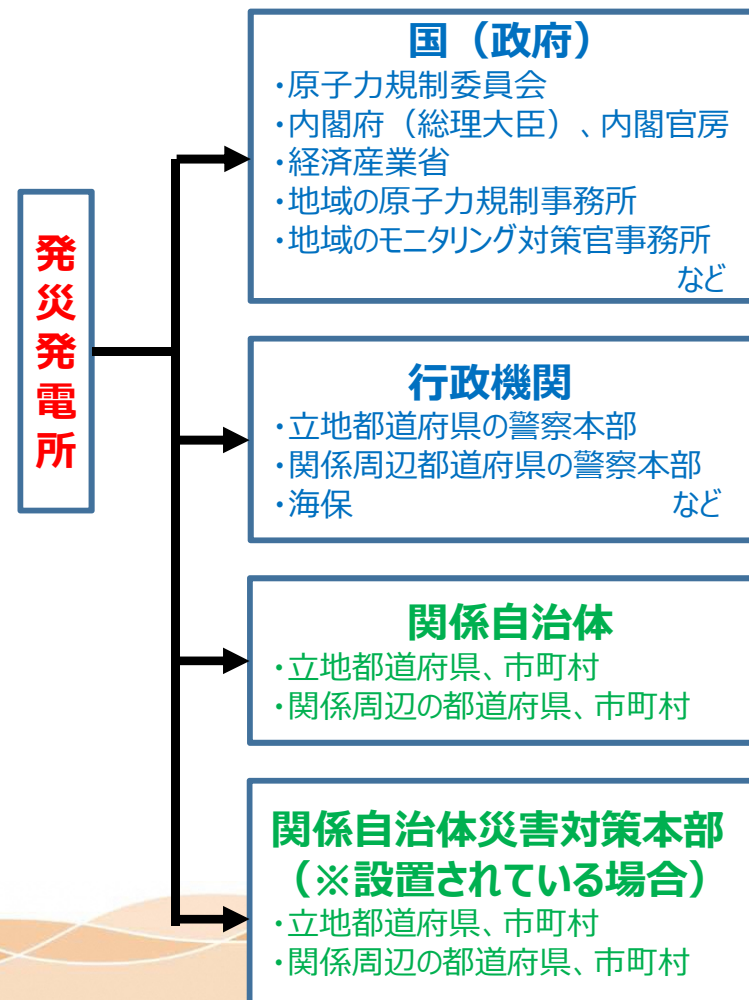 発災発電所
国（政府）
・原子力規制委員会
・内閣府（総理大臣）、内閣官房
・経済産業省
・地域の原子力規制事務所
・地域のモニタリング対策官事務所
など
行政機関
・立地都道府県の警察本部
・関係周辺都道府県の警察本部
・海保 など
関係自治体
・立地都道府県、市町村
・関係周辺の都道府県、市町村
関係自治体災害対策本部
（※設置されている場合）
・立地都道府県、市町村
・関係周辺の都道府県、市町村